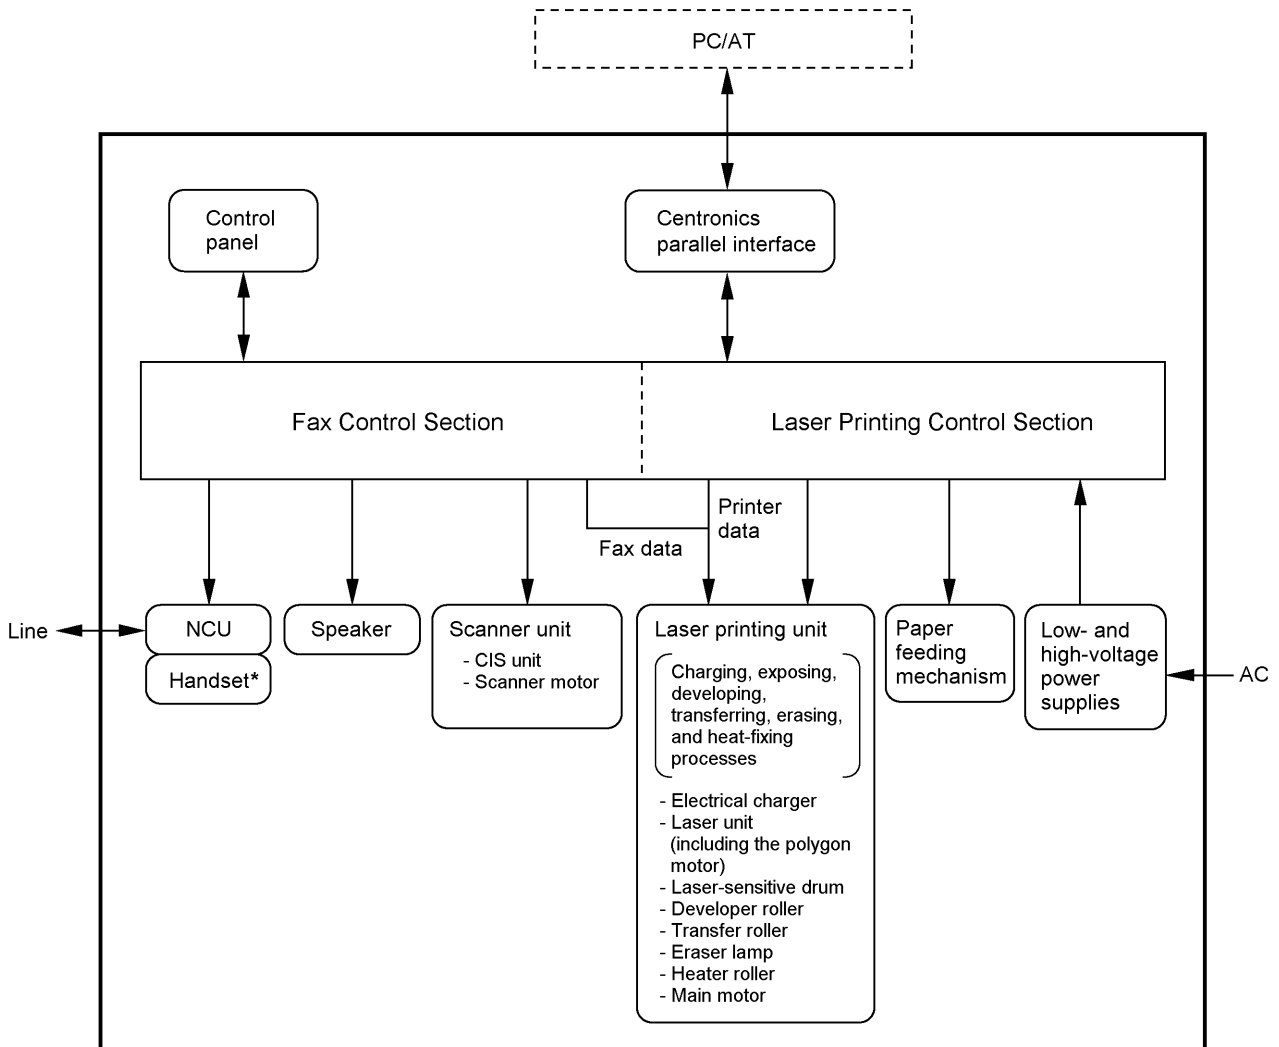 PC/AT
Control
panel
Centronics
parallel interface
Fax Control Section
Laser Printing Control Section
Printer
data
Fax data
Line
NCU
Handset*
Speaker
Scanner unit
- CIS unit
- Scanner motor
Laser printing unit
Charging, exposing,
developing,
transferring, erasing,
and heat-fixing
processes
- Electrical charger
- Laser unit
(including the polygon
motor)
- Laser-sensitive drum
- Developer roller
- Transfer roller
- Eraser lamp
- Heater roller
- Main motor
Paper
feeding
mechanism
Low- and
high-voltage
power
supplies
AC